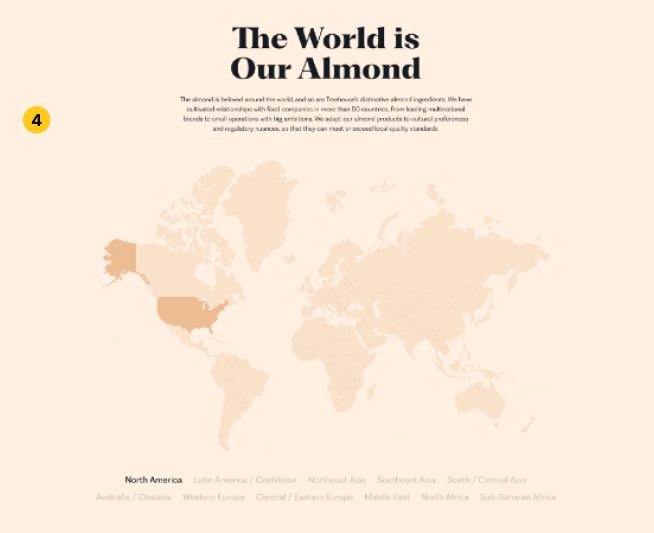 The World is
Our Almond
The almond is beloved around the world, and so are Treehouse's distinctive almond ingredients. We have
cultivated relationships with food companies in more than 50 countries. From leading multinational
brands to small operations with big ambitions. We adapt our almond products to cultural preferences
and regulatory nuances, so that they can meet or exceed local quality standards.
4
North America Latin America / Caribbean Northeast Asia Southeast Asia South / Central Asia
Australia / Oceania Western Europe Central / Eastern Europe Middle East North Africa Sub-Saharan Africa